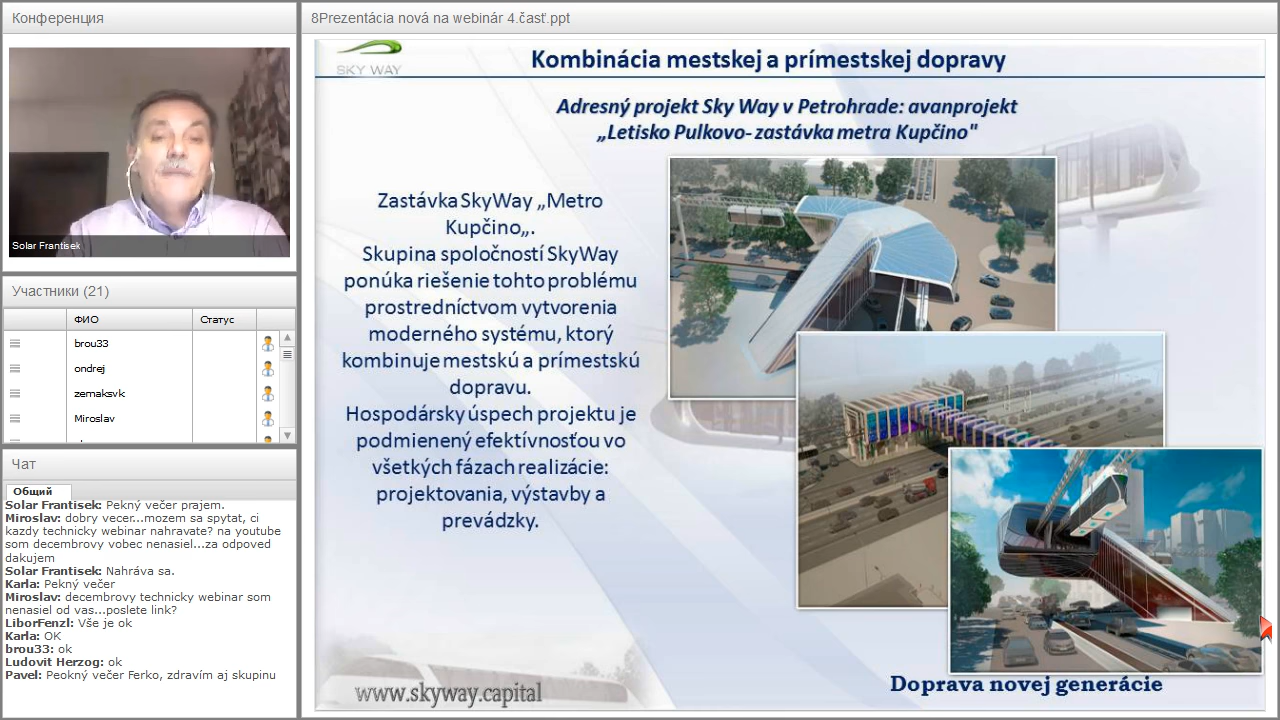 Конференция
Solar Frantisek
Участники (21)
ФИО
Статус
brou33
ondrej
zemaksvk
Miroslav
Чат
Общий
Solar Frantisek: Pekný večer prajem.
Miroslav: dobry vecer...mozem sa spytat, ci
kazdy technicky webinar nahravate? na youtube
som decembrovy vobec nenasiel...za odpoved
dakujem
Solar Frantisek: Nahráva sa.
Karla: Pekný večer
Miroslav: decembrovy technicky webinar som
nenasiel od vas...poslete link?
LiborFenzl: Vše je ok
Karla: OK
brou33: ok
Ludovit Herzog: ok
Pavel: Peokný večer Ferko, zdravím aj skupinu
8Prezentácia nová na webinár 4.časť.ppt
SKY WAY
Kombinácia mestskej a prímestskej dopravy
Adresný projekt Sky Way v Petrohrade: avanprojekt
„Letisko Pulkovo- zastávka metra Kupčino"
Zastávka SkyWay „Metro
Kupčino„.
Skupina spoločností SkyWay
ponúka riešenie tohto problému
prostredníctvom vytvorenia
moderného systému, ktorý
kombinuje mestskú a prímestskú
dopravu.
Hospodársky úspech projektu je
podmienený efektívnosťou vo
všetkých fázach realizácie:
projektovania, výstavby a
prevádzky.
www.skyway.capital
Doprava novej generácie